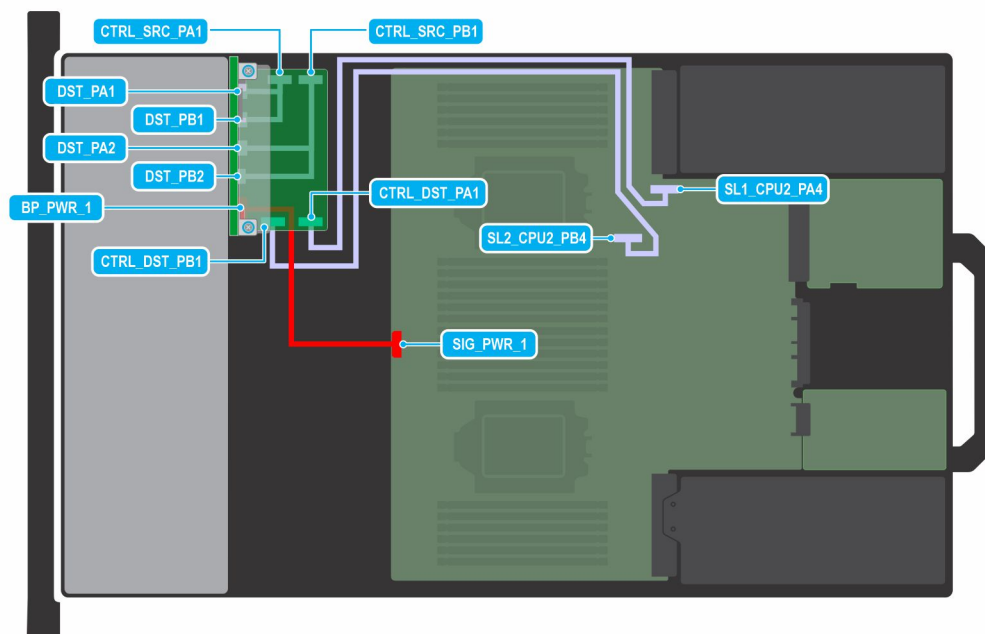 CTRL_SRC_PA1
CTRL_SRC_PB1
DST_PA1
DST_PB1
DST_PA2
DST_PB2
CTRL_DST_PA1
SL1_CPU2_PA4
BP_PWR_1
SL2_CPU2_PB4
CTRL_DST_PB1
SIG_PWR_1